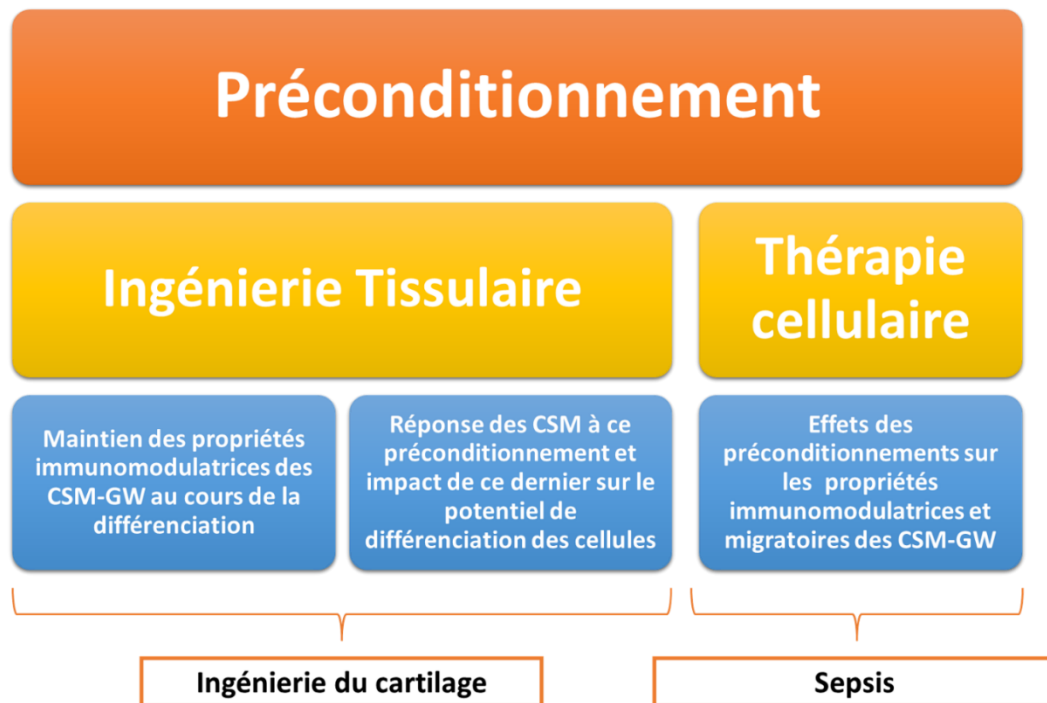 Préconditionnement
Ingénierie Tissulaire
Thérapie
cellulaire
Maintien des propriétés
immunomodulatrices des
CSM-GW au cours de la
différenciation
Réponse des CSM à ce
préconditionnement et
impact de ce dernier sur le
potentiel de
différenciation des cellules
Effets des
préconditionnements sur
les propriétés
immunomodulatrices et
migratoires des CSM-GW
Ingénierie du cartilage
Sepsis